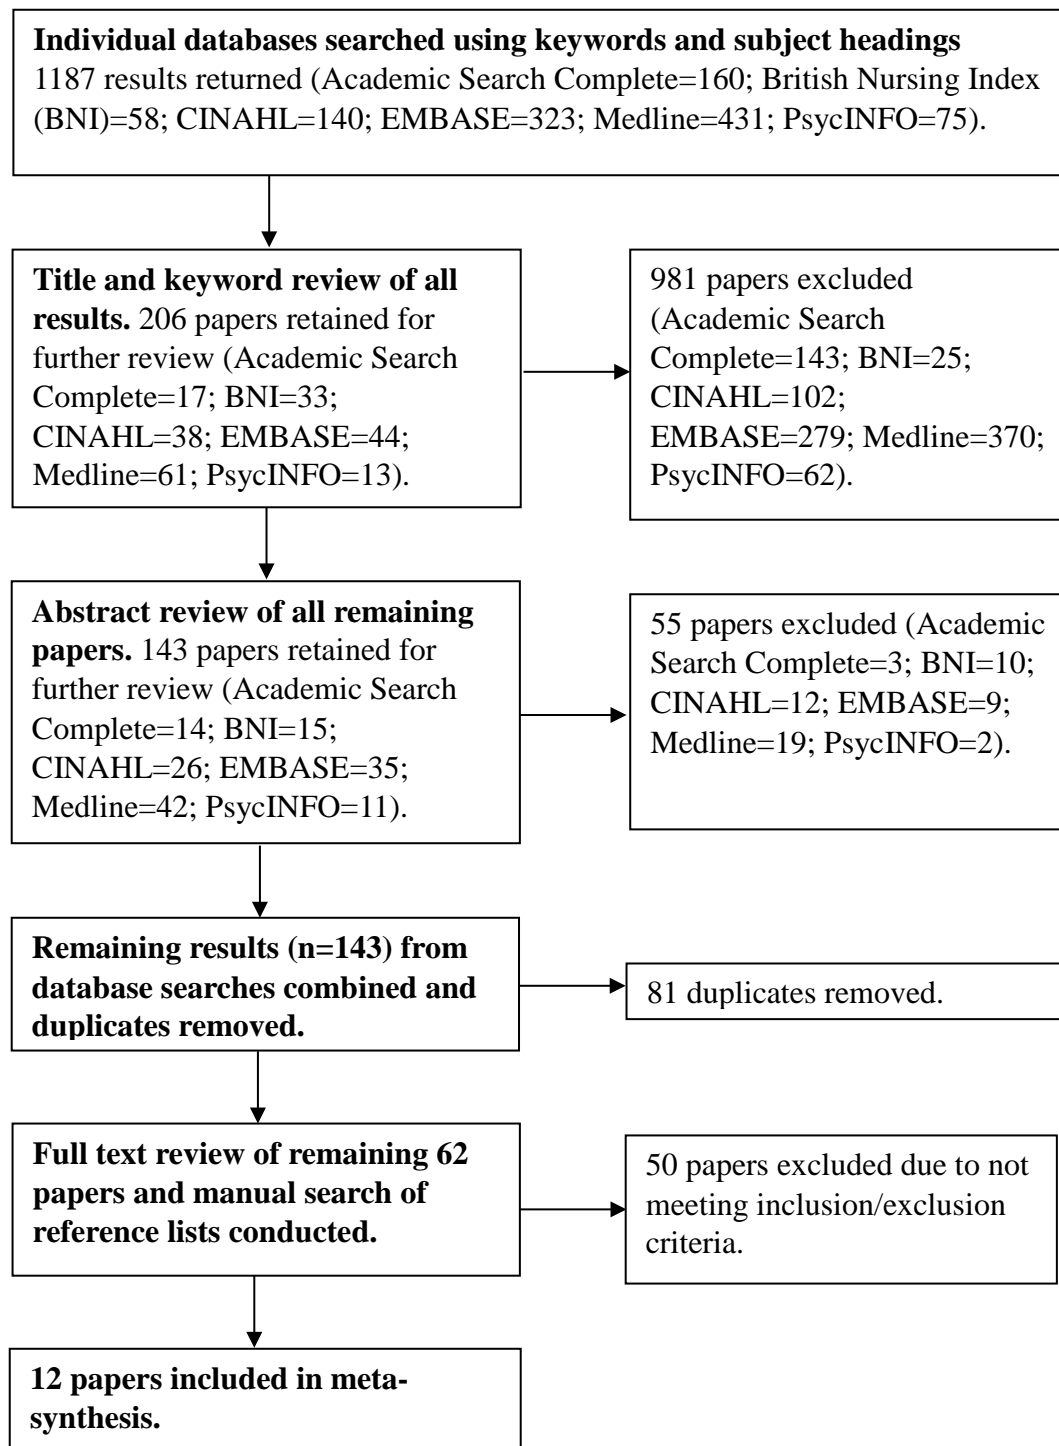 Individual databases searched using keywords and subject headings
1187 results returned (Academic Search Complete=160; British Nursing Index
(BNI)=58; CINAHL=140; EMBASE=323; Medline=431; PsycINFO=75).
Title and keyword review of all
results. 206 papers retained for
further review (Academic Search
Complete=17; BNI=33;
CINAHL=38; EMBASE=44;
Medline=61; PsycINFO=13).
981 papers excluded
(Academic Search
Complete=143; BNI=25;
CINAHL=102;
EMBASE=279; Medline=370;
PsycINFO=62).
Abstract review of all remaining
papers. 143 papers retained for
further review (Academic Search
Complete=14; BNI=15;
CINAHL=26; EMBASE=35;
Medline=42; PsycINFO=11).
55 papers excluded (Academic
Search Complete=3; BNI=10;
CINAHL=12; EMBASE=9;
Medline=19; PsycINFO=2).
Remaining results (n=143) from
database searches combined and
duplicates removed.
81 duplicates removed.
Full text review of remaining 62
papers and manual search of
reference lists conducted.
50 papers excluded due to not
meeting inclusion/exclusion
criteria.
12 papers included in meta-
synthesis.